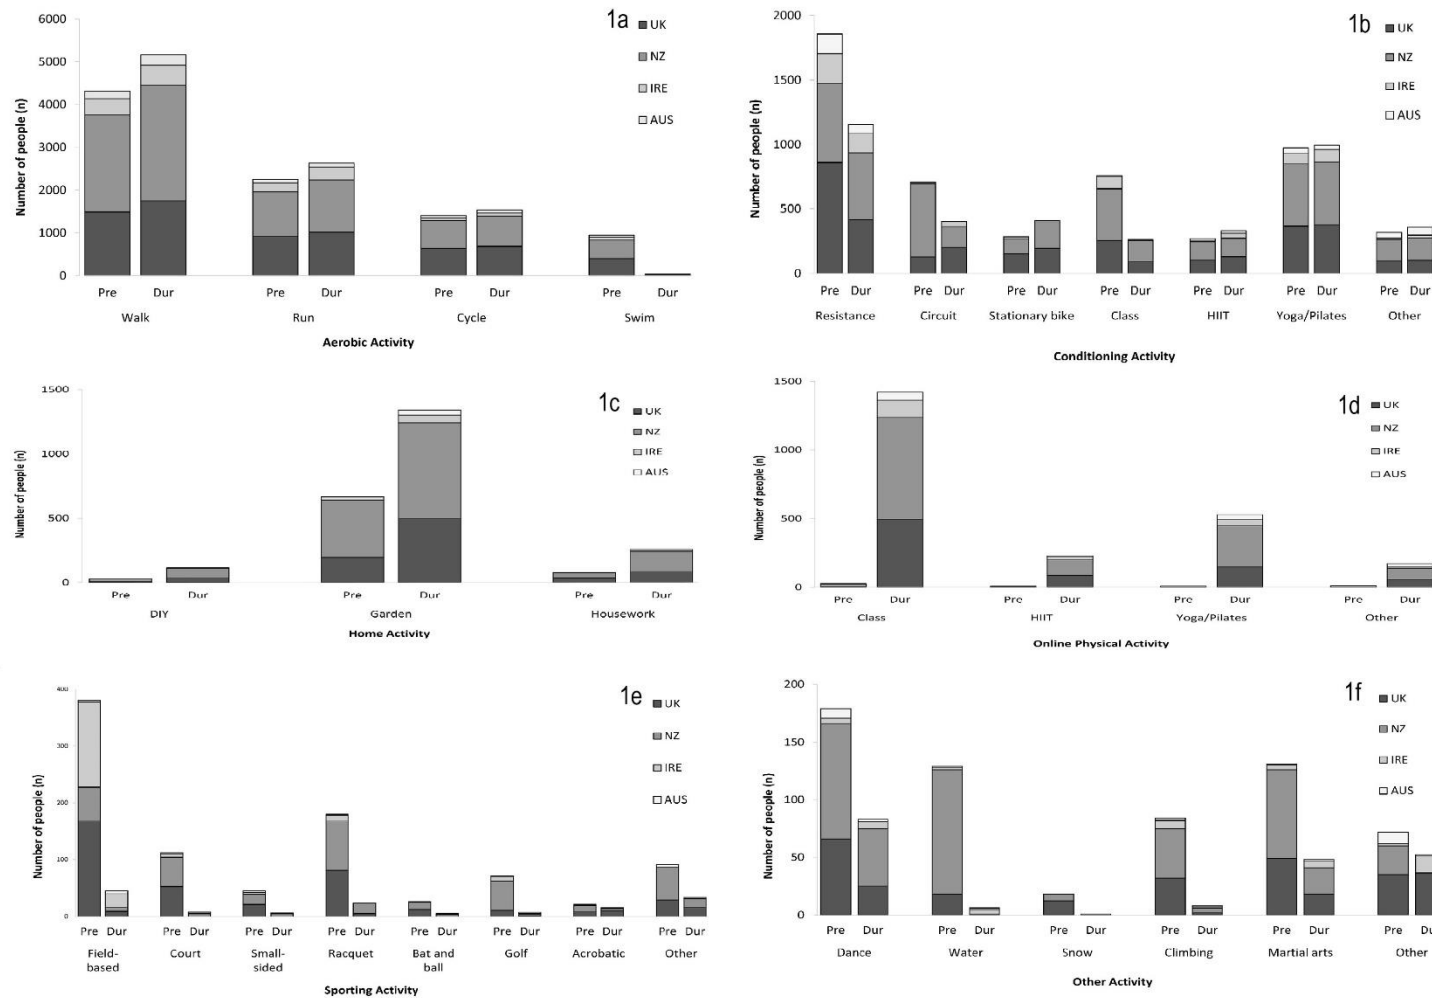 1a
UK
NZ
IRE
AUS
Number of people (n)
6000
5000
4000
3000
2000
1000
0
Pre Dur Pre Dur Pre Dur Pre Dur
Walk Run Cycle Swim
Aerobic Activity
1b
UK
NZ
IRE
AUS
Number of people (n)
2000
1500
1000
500
0
Pre Dur Pre Dur Pre Dur Pre Dur Pre Dur Pre Dur Pre Dur
Resistance Circuit Stationary bike Class HIIT Yoga/Pilates Other
Conditioning Activity
1c
UK
NZ
IRE
AUS
Number of people (n)
1500
1000
500
0
Pre Dur Pre Dur Pre Dur
DIY Garden Housework
Home Activity
1d
UK
NZ
IRE
AUS
Number of people (n)
1500
1000
500
0
Pre Dur Pre Dur Pre Dur Pre Dur
Class HIIT Yoga/Pilates Other
Online Physical Activity
1e
UK
NZ
IRE
AUS
Number of people (n)
400
300
200
100
0
Pre Dur Pre Dur Pre Dur Pre Dur Pre Dur Pre Dur Pre Dur Pre Dur
Field- Court Small- Racquet Bat and Golf Acrobatic Other
based sided ball
Sporting Activity
1f
UK
NZ
IRE
AUS
Number of people (n)
200
150
100
50
0
Pre Dur Pre Dur Pre Dur Pre Dur Pre Dur Pre Du
Dance Water Snow Climbing Martial arts Other
Other Activity